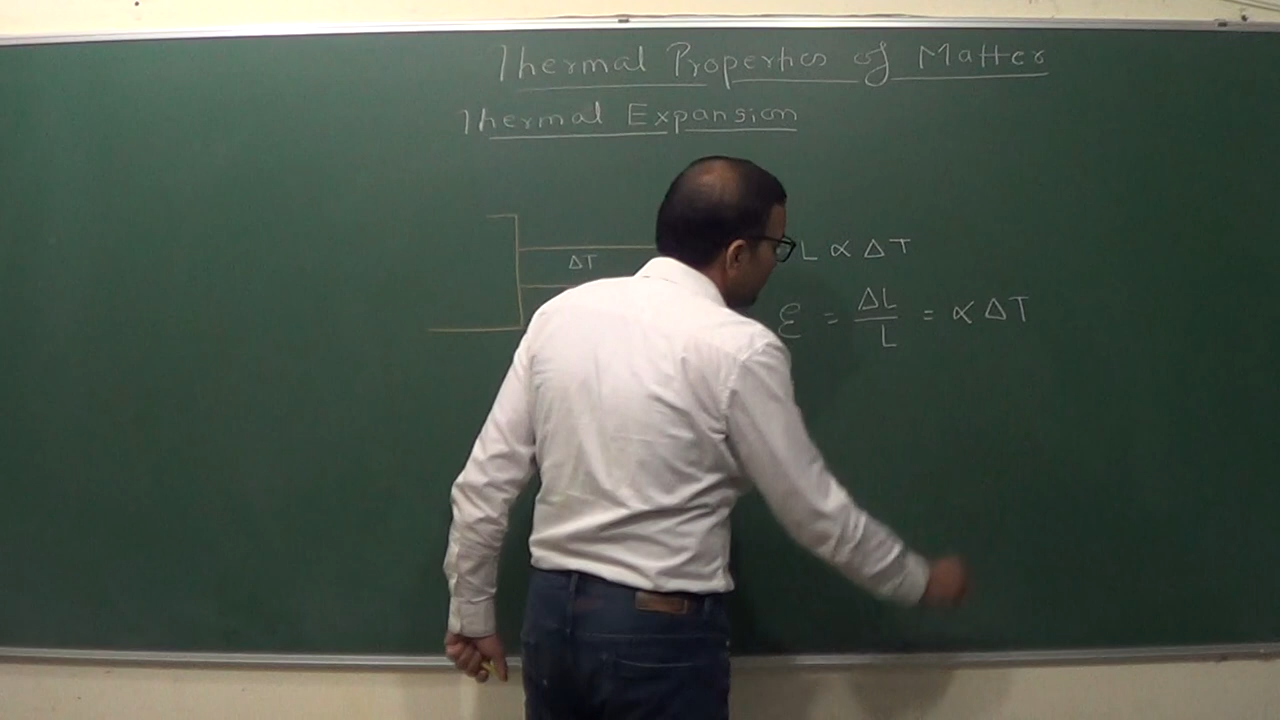 Thermal Properties of Matter
Thermal Expansion
ΔT
L ∝ ΔT
ε = ΔL/L = ∝ ΔT